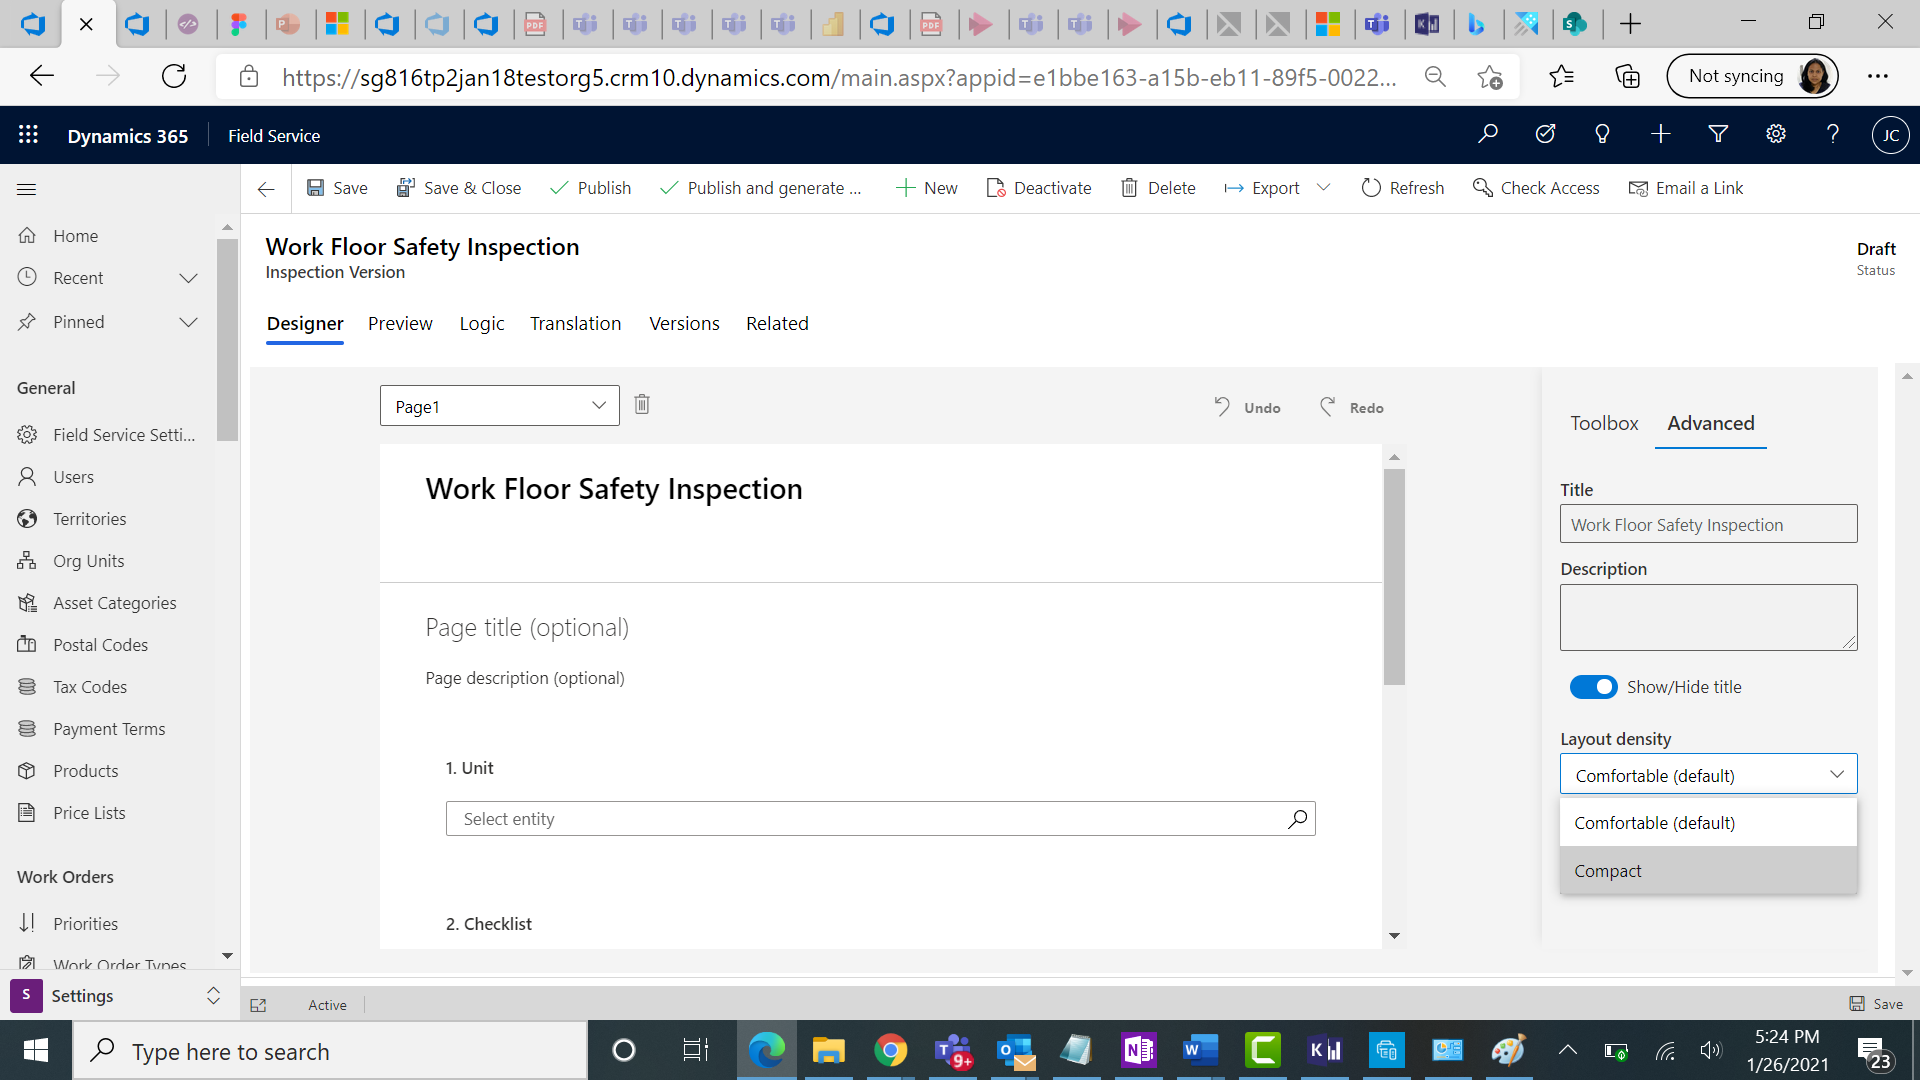 Not syncing
https://sg816tp2jan18testorg5.crm10.dynamics.com/main.aspx?appid=e1bbe163-a15b-eb11-89f5-0022...
Dynamics 365
Field Service
JC
Save
Save & Close
Publish
Publish and generate ...
New
Deactivate
Delete
Export
Refresh
Check Access
Email a Link
Home
Recent
Pinned
General
Field Service Setti...
Users
Territories
Org Units
Asset Categories
Postal Codes
Tax Codes
Payment Terms
Products
Price Lists
Work Orders
Priorities
Work Order Types
S
Settings
Work Floor Safety Inspection
Inspection Version
Draft
Status
Designer
Preview
Logic
Translation
Versions
Related
Page1
Undo
Redo
Work Floor Safety Inspection
Page title (optional)
Page description (optional)
1. Unit
Select entity
2. Checklist
Toolbox
Advanced
Title
Work Floor Safety Inspection
Description
Show/Hide title
Layout density
Comfortable (default)
Comfortable (default)
Compact
Active
Save
Type here to search
9+
5:24 PM
1/26/2021
23